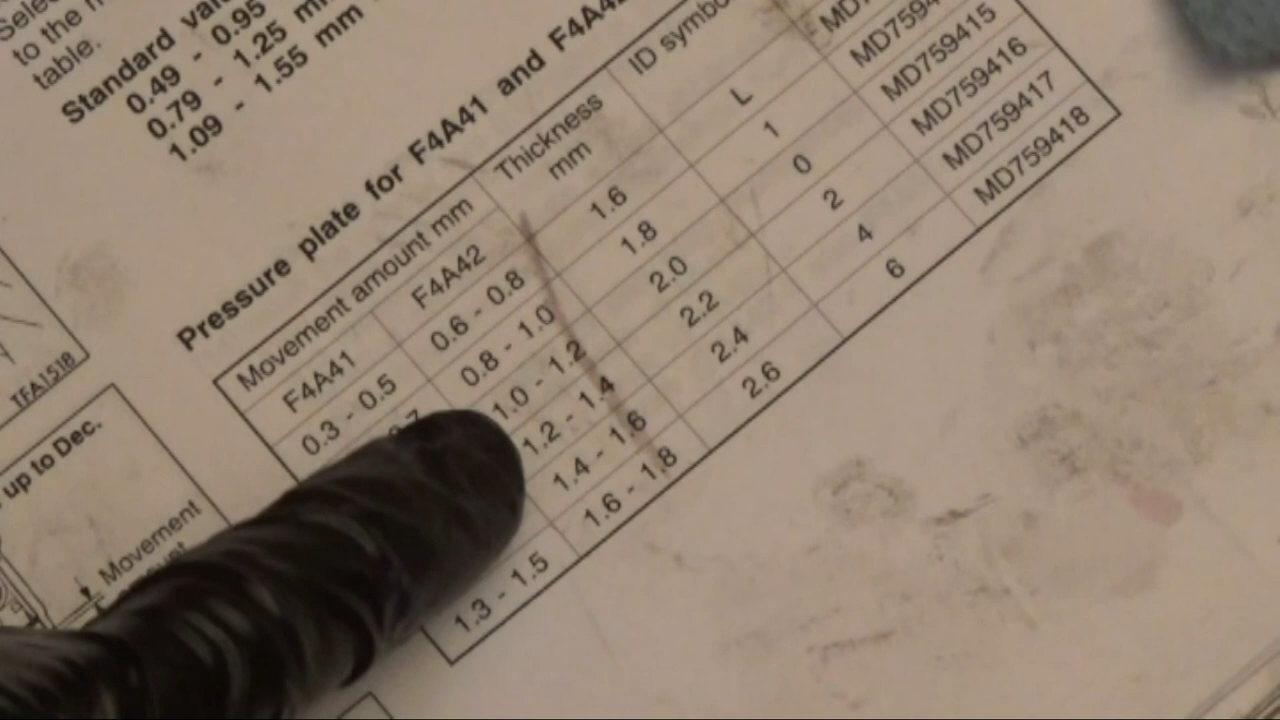 to the
table.
Standard
0.49 - 0.95
0.79 - 1.25
1.09 - 1.55 mm
Pressure plate for F4A41 and
Movement amount mm Thickness mm ID
F4A41 F4A42
0.3 - 0.5 0.6 - 0.8 1.6 L
0.8 - 1.0 1.8 1
1.0 - 1.2 2.0 0 MD759415
1.2 - 1.4 2.2 2 MD759416
1.4 - 1.6 2.4 4 MD759417
1.3 - 1.5 1.6 - 1.8 2.6 6 MD759418
TFA1518
up to Dec.
Movement